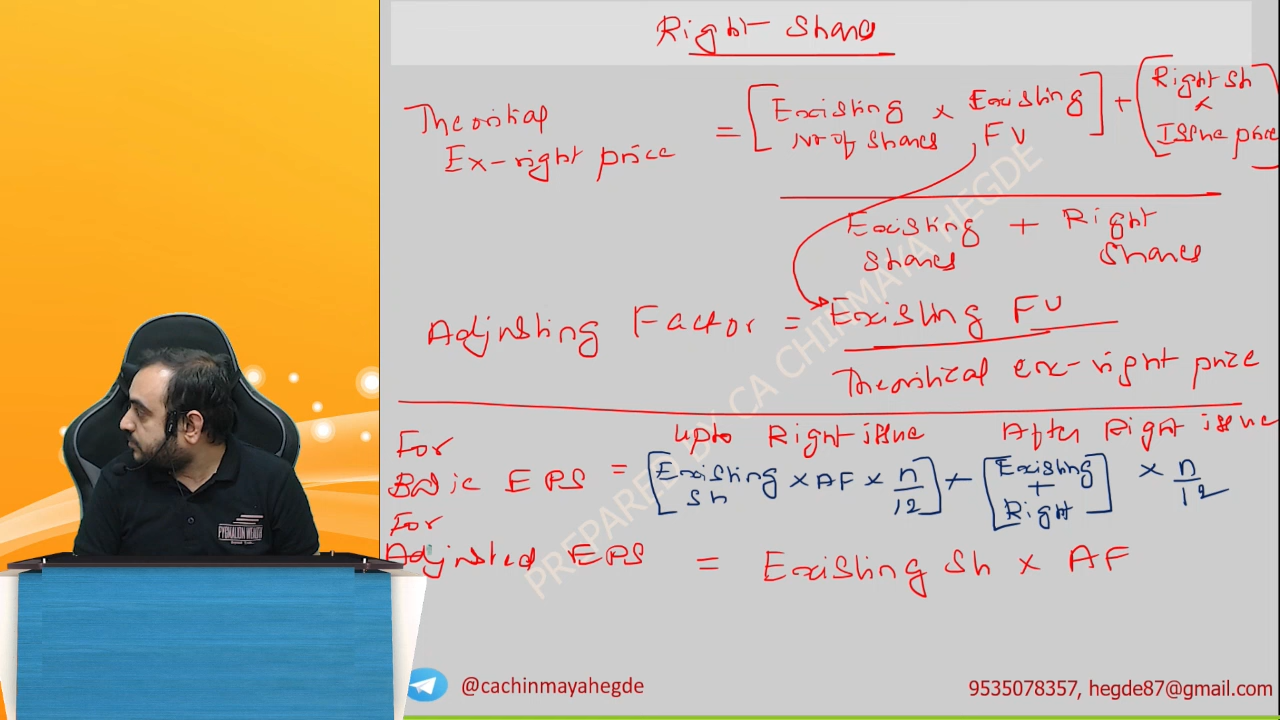 Right Share
Theoritical Ex-right price = [Existing Nr of shares × Existing FV] + [Right sh × Issue price]
Existing shares + Right shares
Adjusting Factor = Existing FV
Theoritical ex-right price
upto Right issue After Right issue
For Basic EPS = [Existing sh × AF × n/12] + [Existing + Right] × n/12
For
Adjusted EPS = Existing sh × AF
PREPARED BY CA CHINMAYA HEGDE
PYGMALION WEALTH
@cachinmayahegde
9535078357, hegde87@gmail.com